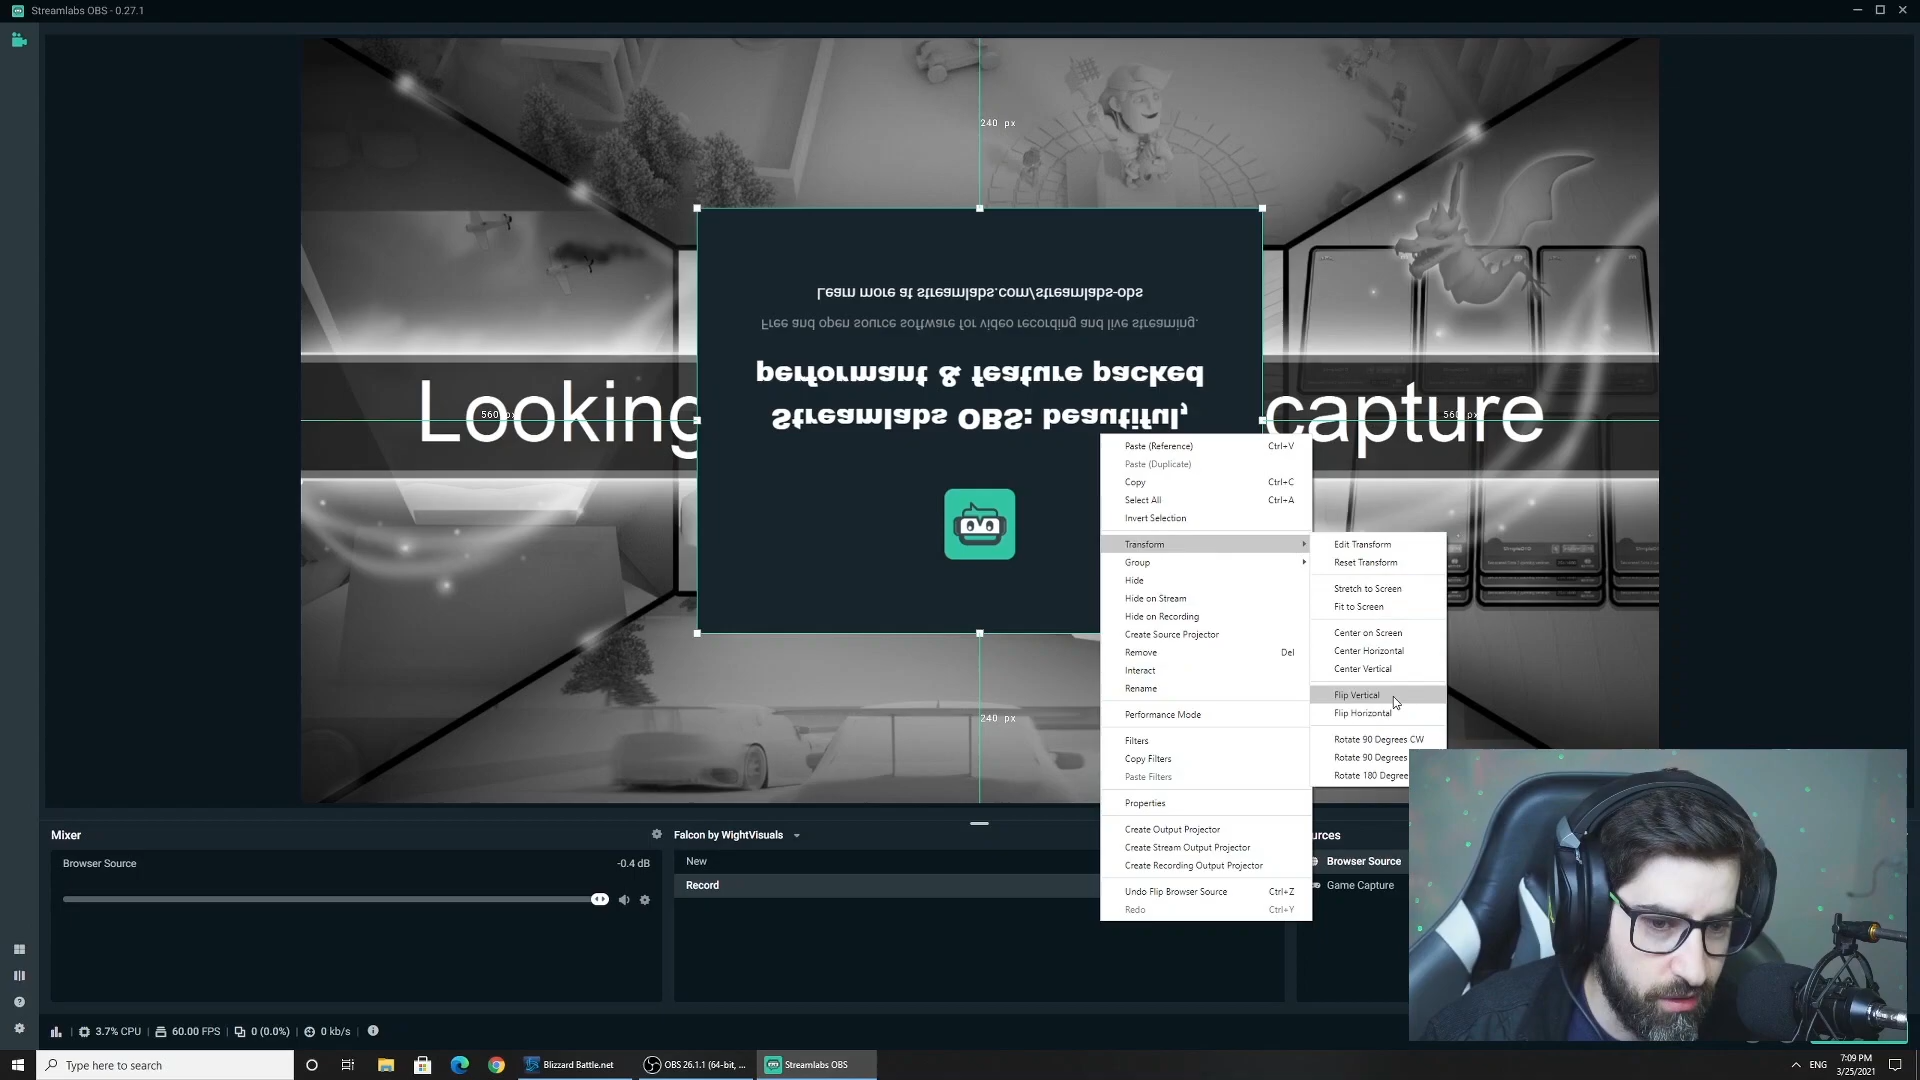 Streamlabs OBS - 0.27.1
240 px
Learn more at streamlabs.com/streamlabs-obs
Free and open source software for video recording and live streaming.
performant & feature packed
Streamlabs OBS: beautiful,
Looking
capture
560 px
560 px
240 px
Paste (Reference) Ctrl+V
Paste (Duplicate)
Copy Ctrl+C
Select All Ctrl+A
Invert Selection
Transform
Group
Hide
Hide on Stream
Hide on Recording
Create Source Projector
Remove Del
Interact
Rename
Performance Mode
Filters
Copy Filters
Paste Filters
Properties
Create Output Projector
Create Stream Output Projector
Create Recording Output Projector
Undo Flip Browser Source Ctrl+Z
Redo Ctrl+Y
Edit Transform
Reset Transform
Stretch to Screen
Fit to Screen
Center on Screen
Center Horizontal
Center Vertical
Flip Vertical
Flip Horizontal
Rotate 90 Degrees CW
Rotate 90 Degrees
Rotate 180 Degree
Mixer
Browser Source -0.4 dB
Falcon by WightVisuals
New
Record
urces
Browser Source
Game Capture
3.7% CPU 60.00 FPS 0 (0.0%) 0 kb/s
Type here to search
Blizzard Battle.net
OBS 26.1.1 (64-bit, ...
Streamlabs OBS
ENG
7:09 PM
3/25/2021